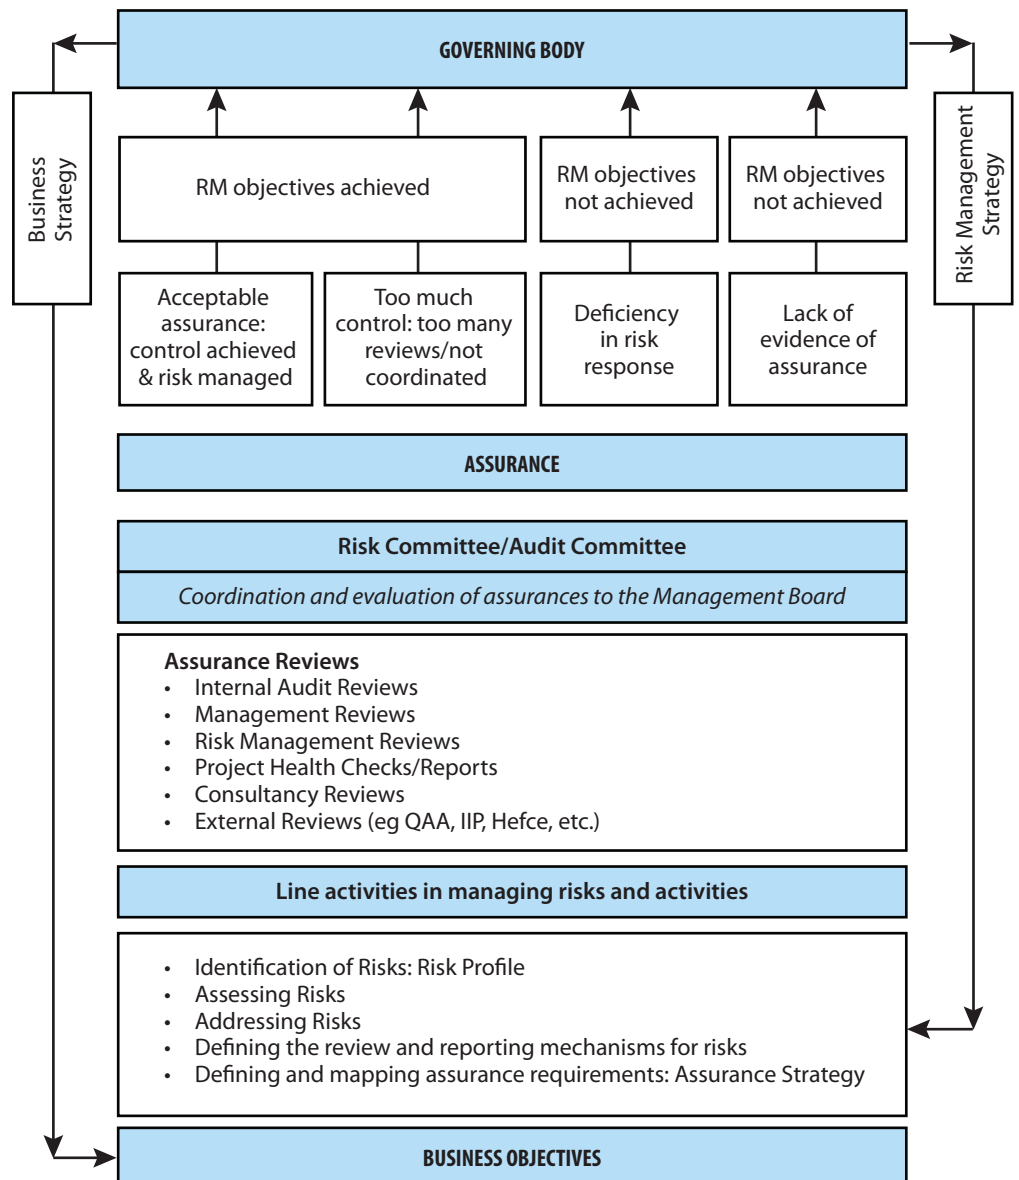 GOVERNING BODY
Business
Strategy
Risk Management
Strategy
RM objectives achieved
RM objectives
not achieved
RM objectives
not achieved
Acceptable
assurance:
control achieved
& risk managed
Too much
control: too many
reviews/not
coordinated
Deficiency
in risk
response
Lack of
evidence of
assurance
ASSURANCE
Risk Committee/Audit Committee
Coordination and evaluation of assurances to the Management Board
Assurance Reviews
• Internal Audit Reviews
• Management Reviews
• Risk Management Reviews
• Project Health Checks/Reports
• Consultancy Reviews
• External Reviews (eg QAA, IIP, Hefce, etc.)
Line activities in managing risks and activities
• Identification of Risks: Risk Profile
• Assessing Risks
• Addressing Risks
• Defining the review and reporting mechanisms for risks
• Defining and mapping assurance requirements: Assurance Strategy
BUSINESS OBJECTIVES